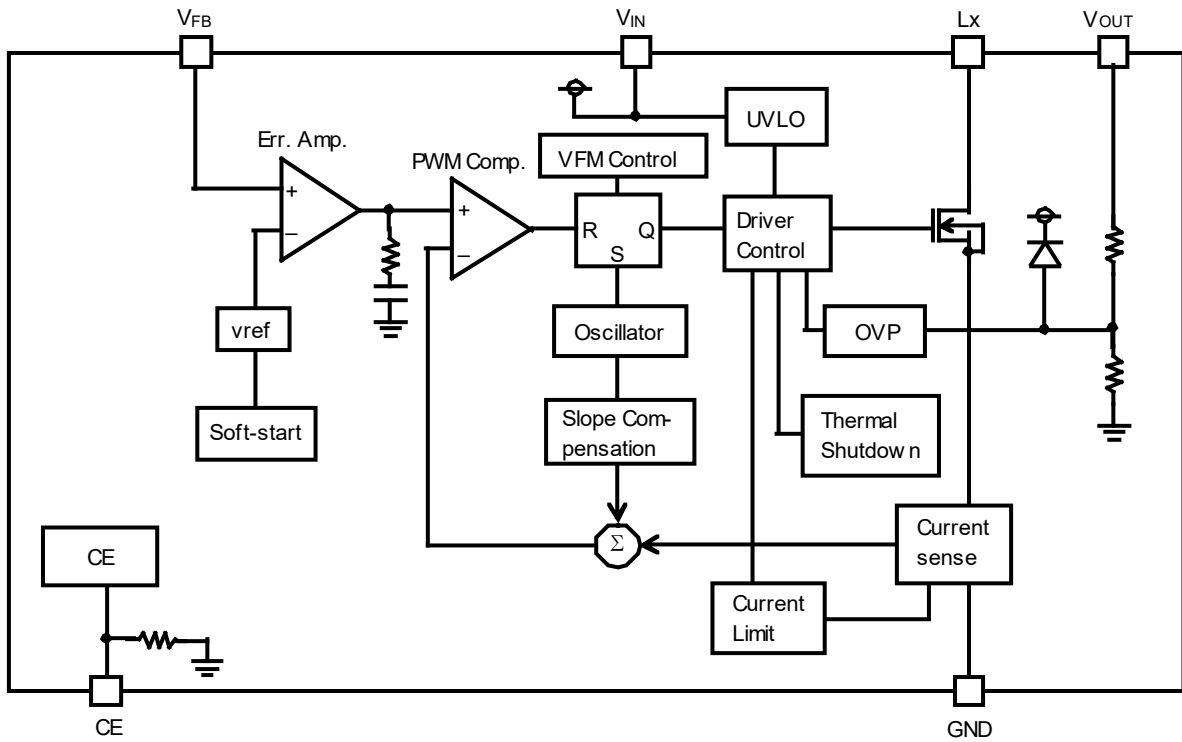 VFB
VIN
Lx
VOUT
UVLO
Err. Amp.
PWM Comp.
VFM Control
+
−
+
−
R
Q
S
Driver
Control
vref
Oscillator
OVP
Soft-start
Slope Com-
pensation
Thermal
Shutdown
CE
Σ
Current
sense
Current
Limit
CE
GND